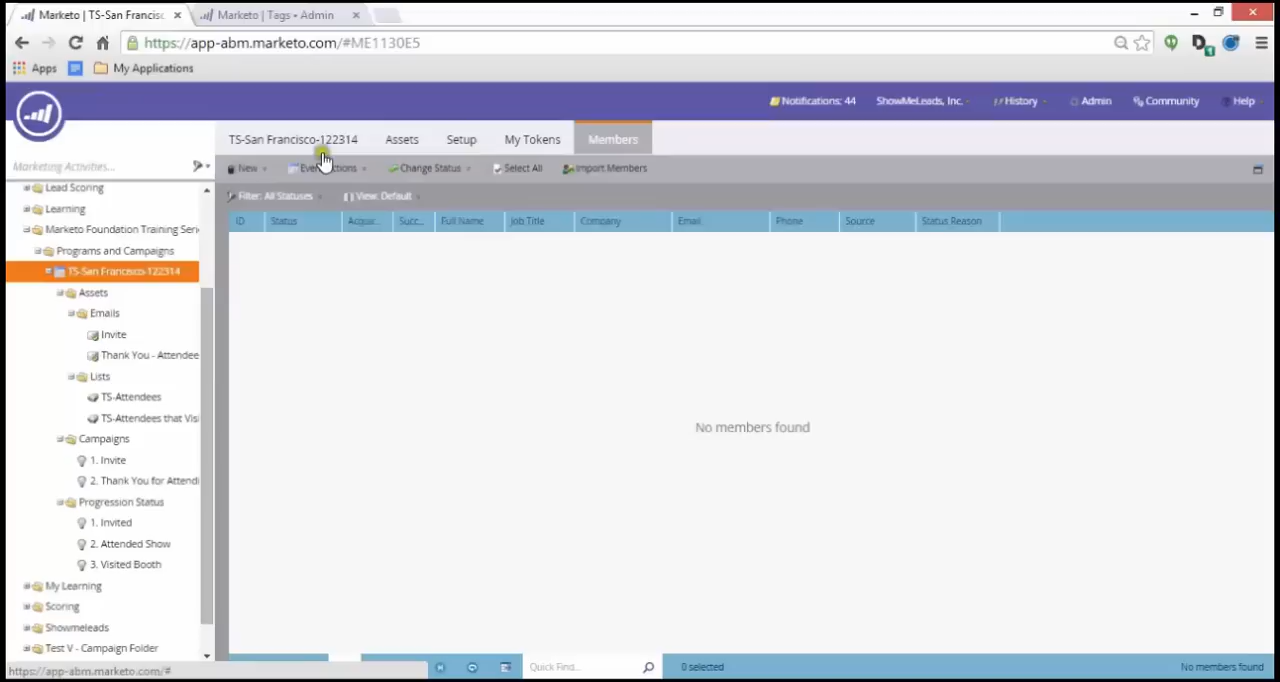 Marketo | TS-San Francisc
Marketo | Tags • Admin
https://app-abm.marketo.com/#ME1130E5
Apps
My Applications
Notifications: 44
ShowMeLeads, Inc.
History
Admin
Community
Help
TS-San Francisco-122314
Assets
Setup
My Tokens
Members
Marketing Activities...
New
Change Status
Select All
Import Members
Filter: All Statuses
View: Default
ID
Status
Acqua...
Succ...
Full Name
Job Title
Company
Email
Phone
Source
Status Reason
Lead Scoring
Learning
Marketo Foundation Training Seri
Programs and Campaigns
TS-San Francisco-122314
Assets
Emails
Invite
Thank You - Attendee
Lists
TS-Attendees
TS-Attendees that Visi
Campaigns
1. Invite
2. Thank You for Attendi
Progression Status
1. Invited
2. Attended Show
3. Visited Booth
My Learning
Scoring
Showmeleads
Test V - Campaign Folder
No members found
https://app-abm.marketo.com/#
Quick Find...
0 selected
No members found